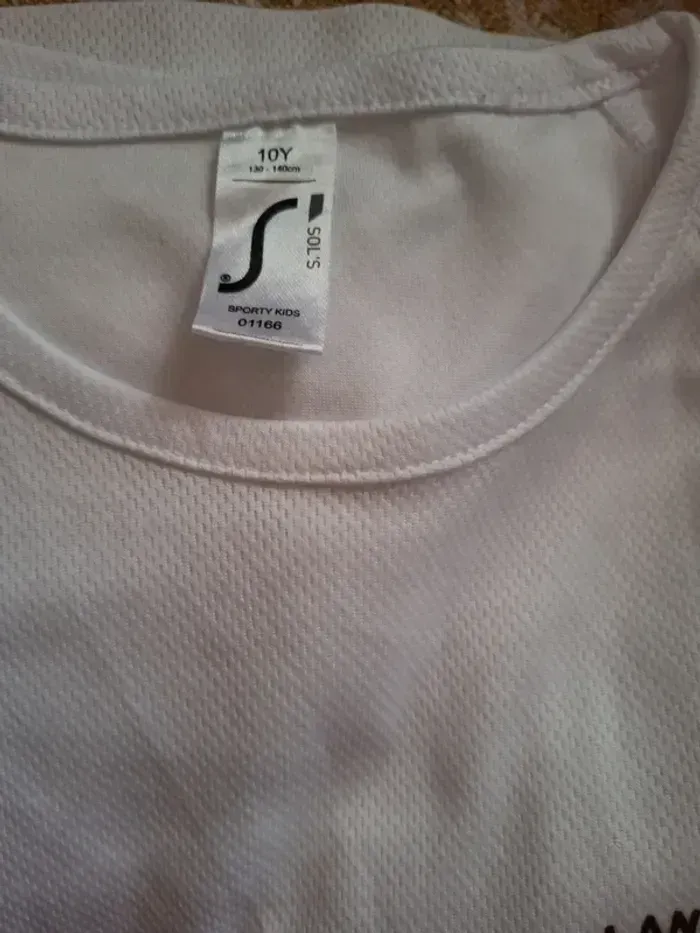 10Y
130 - 140cm
SOL'S
®
SPORTY KIDS
01166